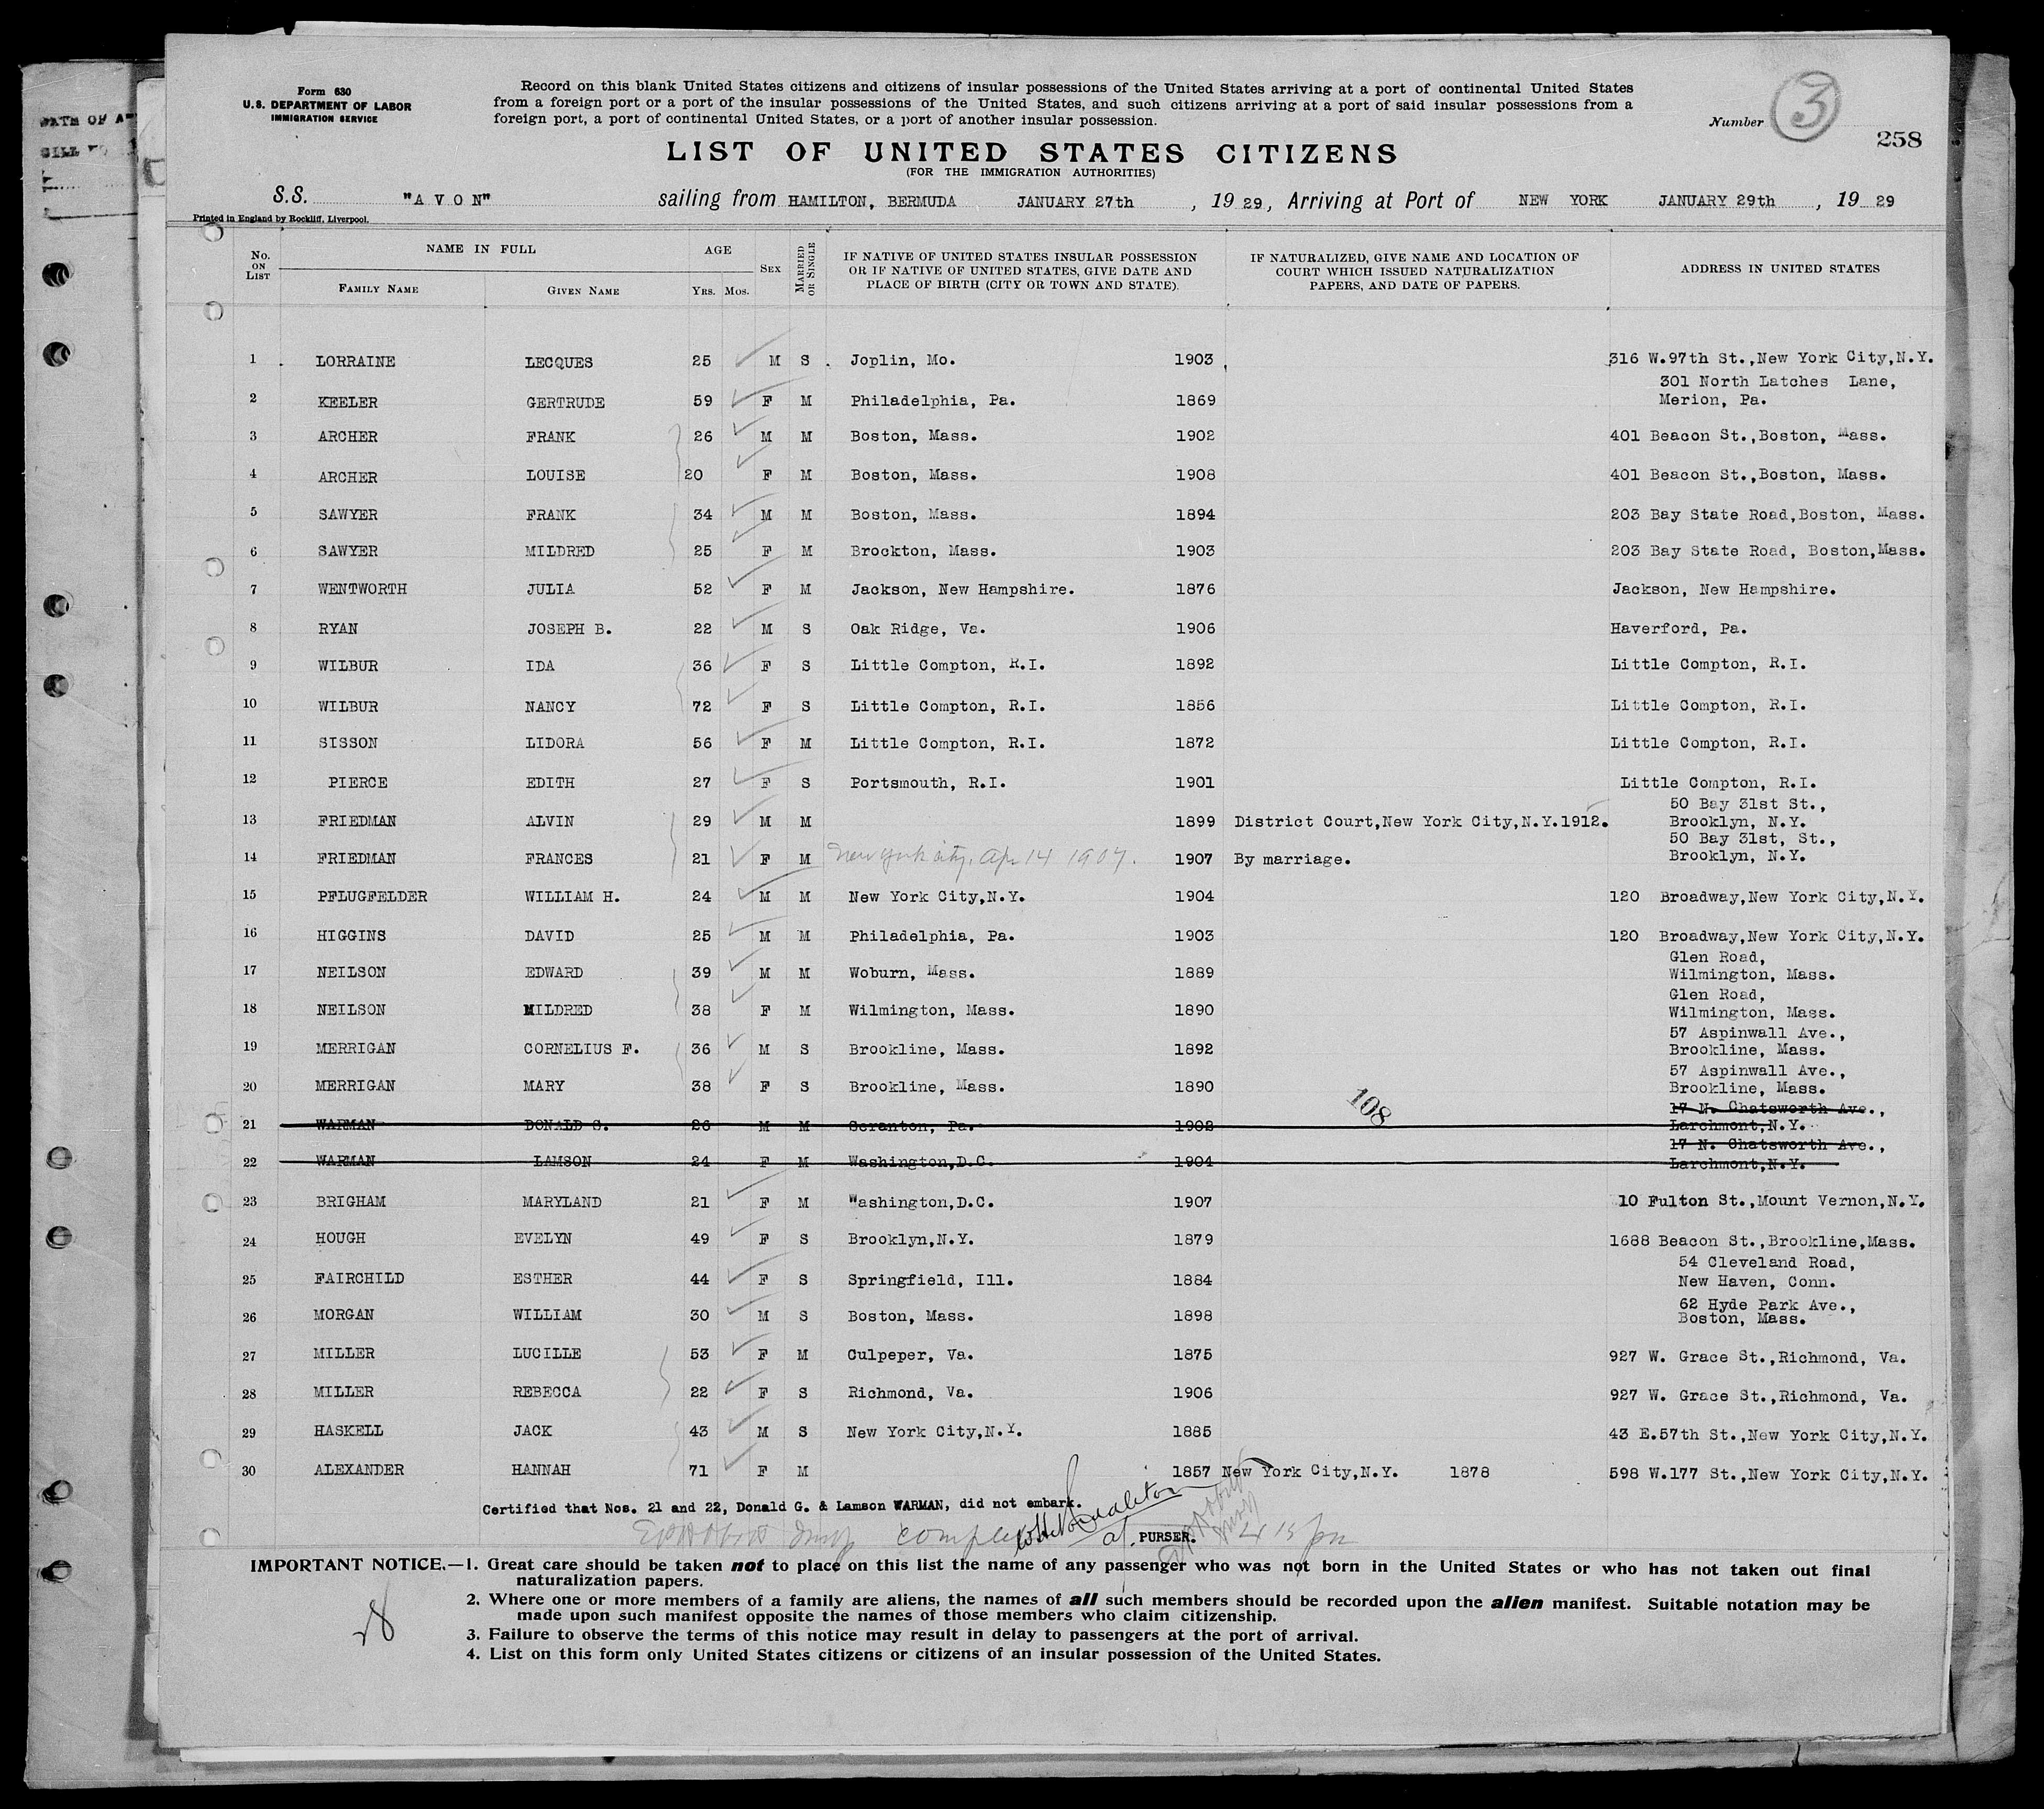 DATE OF A
Form 630
U.S. DEPARTMENT OF LABOR
IMMIGRATION SERVICE
Record on this blank United States citizens and citizens of insular possessions of the United States arriving at a port of continental United States
from a foreign port or a port of the insular possessions of the United States, and such citizens arriving at a port of said insular possessions from a
foreign port, a port of continental United States, or a port of another insular possession.
Number 3
258
LIST OF UNITED STATES CITIZENS
(FOR THE IMMIGRATION AUTHORITIES)
S.S. "AVON" sailing from HAMILTON, BERMUDA JANUARY 27th, 1929, Arriving at Port of NEW YORK JANUARY 29th, 1929
Printed in England by Rockliff, Liverpool.
No. ON LIST NAME IN FULL AGE SEX MARRIED OR SINGLE IF NATIVE OF UNITED STATES INSULAR POSSESSION OR IF NATIVE OF UNITED STATES, GIVE DATE AND PLACE OF BIRTH (CITY OR TOWN AND STATE). IF NATURALIZED, GIVE NAME AND LOCATION OF COURT WHICH ISSUED NATURALIZATION PAPERS, AND DATE OF PAPERS. ADDRESS IN UNITED STATES
FAMILY NAME GIVEN NAME YRS. MOS.
1 LORRAINE LECQUES 25 M S Joplin, Mo. 1903 316 W.97th St.,New York City,N.Y.
2 KEELER GERTRUDE 59 F M Philadelphia, Pa. 1869 301 North Latches Lane, Merion, Pa.
3 ARCHER FRANK 26 M M Boston, Mass. 1902 401 Beacon St.,Boston, Mass.
4 ARCHER LOUISE 20 F M Boston, Mass. 1908 401 Beacon St.,Boston, Mass.
5 SAWYER FRANK 34 M M Boston, Mass. 1894 203 Bay State Road,Boston, Mass.
6 SAWYER MILDRED 25 F M Brockton, Mass. 1903 203 Bay State Road, Boston,Mass.
7 WENTWORTH JULIA 52 F M Jackson, New Hampshire. 1876 Jackson, New Hampshire.
8 RYAN JOSEPH B. 22 M S Oak Ridge, Va. 1906 Haverford, Pa.
9 WILBUR IDA 36 F S Little Compton, R.I. 1892 Little Compton, R.I.
10 WILBUR NANCY 72 F S Little Compton, R.I. 1856 Little Compton, R.I.
11 SISSON LIDORA 56 F M Little Compton, R.I. 1872 Little Compton, R.I.
12 PIERCE EDITH 27 F S Portsmouth, R.I. 1901 Little Compton, R.I.
13 FRIEDMAN ALVIN 29 M M 1899 District Court,New York City,N.Y.1912. 50 Bay 31st St., Brooklyn, N.Y.
14 FRIEDMAN FRANCES 21 F M New York city, Apr 14 1907. 1907 By marriage. 50 Bay 31st, St., Brooklyn, N.Y.
15 PFLUGFELDER WILLIAM H. 24 M M New York City,N.Y. 1904 120 Broadway,New York City,N.Y.
16 HIGGINS DAVID 25 M M Philadelphia, Pa. 1903 120 Broadway,New York City,N.Y.
17 NEILSON EDWARD 39 M M Woburn, Mass. 1889 Glen Road, Wilmington, Mass.
18 NEILSON MILDRED 38 F M Wilmington, Mass. 1890 Glen Road, Wilmington, Mass.
19 MERRIGAN CORNELIUS F. 36 M S Brookline, Mass. 1892 57 Aspinwall Ave., Brookline, Mass.
20 MERRIGAN MARY 38 F S Brookline, Mass. 1890 57 Aspinwall Ave., Brookline, Mass.
108
21 WARMAN DONALD G. 26 M M Scranton, Pa. 1902 17 N. Chatsworth Ave., Larchmont,N.Y.
22 WARMAN LAMSON 24 F M Washington,D.C. 1904 17 N. Chatsworth Ave., Larchmont,N.Y.
23 BRIGHAM MARYLAND 21 F M Washington,D.C. 1907 10 Fulton St.,Mount Vernon,N.Y.
24 HOUGH EVELYN 49 F S Brooklyn,N.Y. 1879 1688 Beacon St.,Brookline,Mass.
25 FAIRCHILD ESTHER 44 F S Springfield, Ill. 1884 54 Cleveland Road, New Haven, Conn.
26 MORGAN WILLIAM 30 M S Boston, Mass. 1898 62 Hyde Park Ave., Boston, Mass.
27 MILLER LUCILLE 53 F M Culpeper, Va. 1875 927 W. Grace St.,Richmond, Va.
28 MILLER REBECCA 22 F S Richmond, Va. 1906 927 W. Grace St.,Richmond, Va.
29 HASKELL JACK 43 M S New York City,N.Y. 1885 43 E.57th St.,New York City,N.Y.
30 ALEXANDER HANNAH 71 F M 1857 New York City,N.Y. 1878 598 W.177 St.,New York City,N.Y.
Certified that Nos. 21 and 22, Donald G. & Lamson WARMAN, did not embark.
PURSER.
IMPORTANT NOTICE.—1. Great care should be taken not to place on this list the name of any passenger who was not born in the United States or who has not taken out final
naturalization papers.
2. Where one or more members of a family are aliens, the names of all such members should be recorded upon the alien manifest. Suitable notation may be
made upon such manifest opposite the names of those members who claim citizenship.
3. Failure to observe the terms of this notice may result in delay to passengers at the port of arrival.
4. List on this form only United States citizens or citizens of an insular possession of the United States.
28